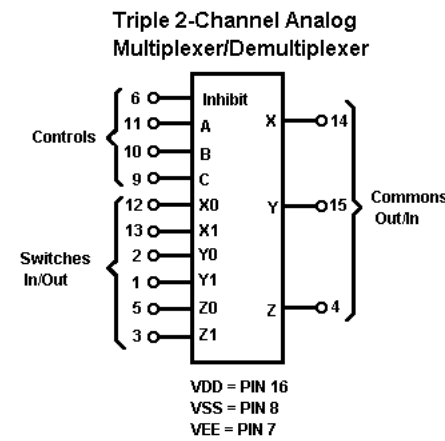 Triple 2-Channel Analog
Multiplexer/Demultiplexer
Controls
6 Inhibit
11 A
10 B
9 C
Switches
In/Out
12 X0
13 X1
2 Y0
1 Y1
5 Z0
3 Z1
X 14
Y 15
Z 4
Commons
Out/In
VDD = PIN 16
VSS = PIN 8
VEE = PIN 7